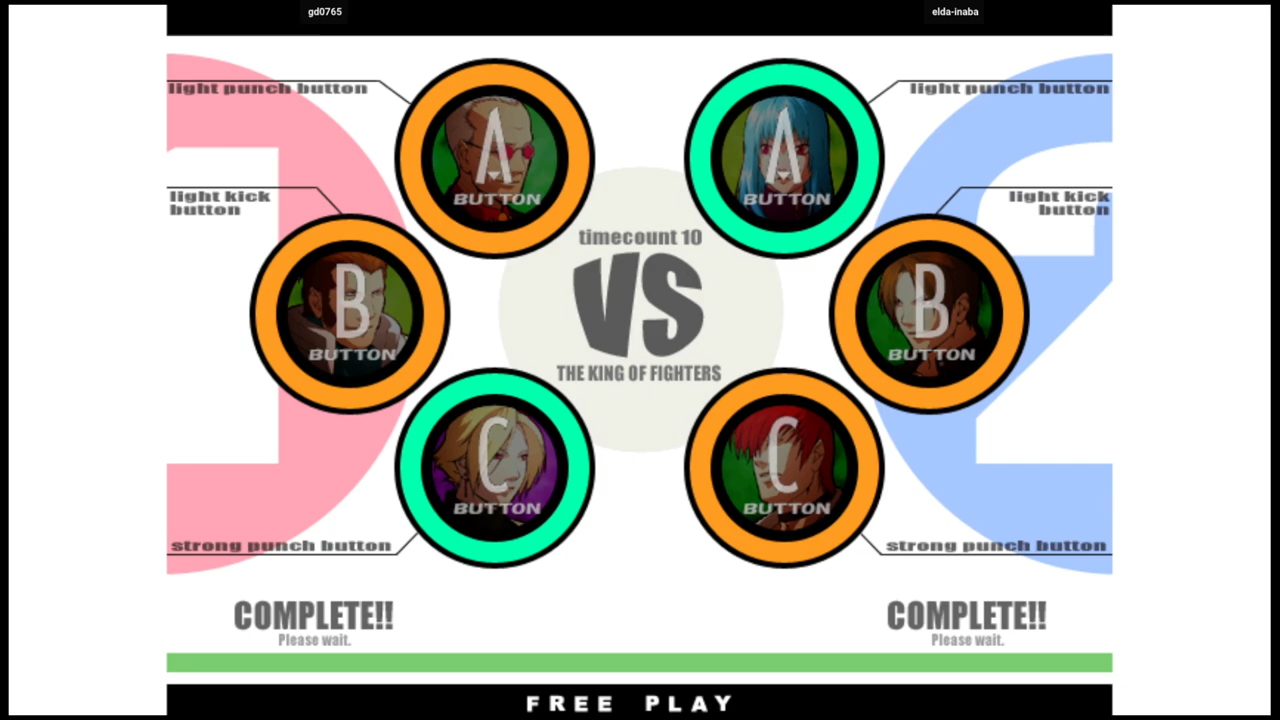 gd0765
elda-inaba
light punch button
light punch button
A
BUTTON
A
BUTTON
light kick
button
light kick
button
timecount 10
VS
THE KING OF FIGHTERS
B
BUTTON
B
BUTTON
C
BUTTON
C
BUTTON
strong punch button
strong punch button
COMPLETE!!
Please wait.
COMPLETE!!
Please wait.
FREE PLAY